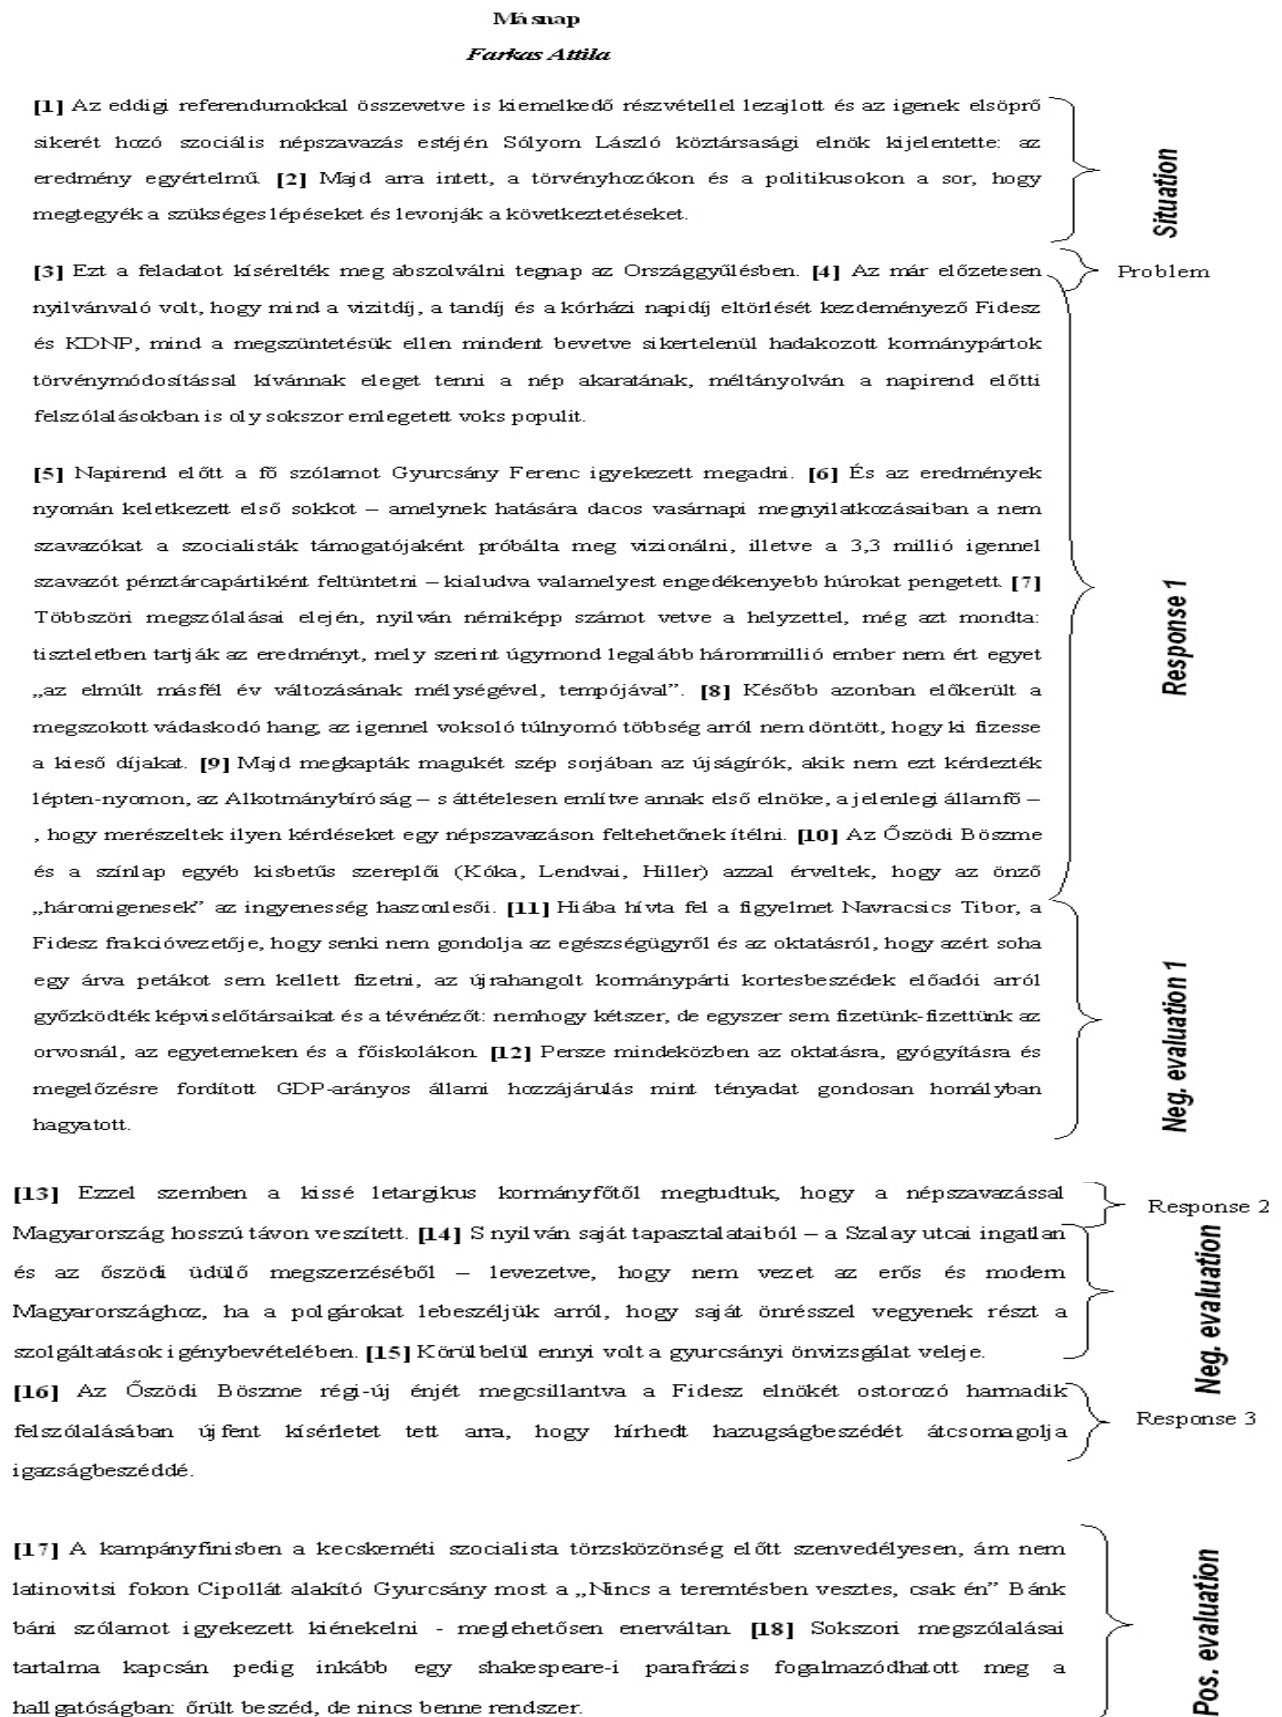 Másnap
Farkas Attila
[1] Az eddigi referendumokkal összevetve is kiemelkedő részvétellel lezajlott és az igenek elsöprő
sikerét hozó szociális népszavazás estéjén Sólyom László köztársasági elnök kijelentette: az
eredmény egyértelmű. [2] Majd arra intett, a törvényhozókon és a politikusokon a sor, hogy
megtegyék a szükséges lépéseket és levonják a következtetéseket.
Situation
[3] Ezt a feladatot kísérelték meg abszolválni tegnap az Országgyűlésben. [4] Az már előzetesen
Problem
nyilvánvaló volt, hogy mind a vizitdíj, a tandíj és a kórházi napidíj eltörlését kezdeményező Fidesz
és KDNP, mind a megszüntetésük ellen mindent bevetve sikertelenül hadakozott kormánypártok
törvénymódosítással kívánnak eleget tenni a nép akaratának, méltányolván a napirend előtti
felszólalásokban is oly sokszor emlegetett voks populit.
[5] Napirend előtt a fő szólamot Gyurcsány Ferenc igyekezett megadni. [6] És az eredmények
nyomán keletkezett első sokkot – amelynek hatására dacos vasárnapi megnyilatkozásaiban a nem
szavazókat a szocialisták támogatójaként próbálta meg vizionálni, illetve a 3,3 millió igennel
szavazót pénztárcapártiként feltüntetni – kialudva valamelyest engedékenyebb húrokat pengetett. [7]
Többszöri megszólalásai elején, nyilván némiképp számot vetve a helyzettel, még azt mondta:
tiszteletben tartják az eredményt, mely szerint úgymond legalább hárommillió ember nem ért egyet
„az elmúlt másfél év változásának mélységével, tempójával”. [8] Később azonban előkerült a
megszokott vádaskodó hang, az igennel voksoló túlnyomó többség arról nem döntött, hogy ki fizesse
a kieső díjakat. [9] Majd megkapták magukét szép sorjában az újságírók, akik nem ezt kérdezték
lépten-nyomon, az Alkotmánybíróság – s áttételesen említve annak első elnöke, a jelenlegi államfő –
, hogy merészeltek ilyen kérdéseket egy népszavazáson feltehetőnek ítélni. [10] Az Őszödi Böszme
és a színlap egyéb kisbetűs szereplői (Kóka, Lendvai, Hiller) azzal érveltek, hogy az önző
Response 1
„háromigenesek” az ingyenesség haszonlesői. [11] Hiába hívta fel a figyelmet Navracsics Tibor, a
Fidesz frakcióvezetője, hogy senki nem gondolja az egészségügyről és az oktatásról, hogy azért soha
egy árva petákot sem kellett fizetni, az újrahangolt kormánypárti kortesbeszédek előadói arról
győzködték képviselőtársaikat és a tévénézőt: nemhogy kétszer, de egyszer sem fizetünk-fizettünk az
orvosnál, az egyetemeken és a főiskolákon. [12] Persze mindeközben az oktatásra, gyógyításra és
megelőzésre fordított GDP-arányos állami hozzájárulás mint tényadat gondosan homályban
hagyatott.
Neg. evaluation 1
[13] Ezzel szemben a kissé letargikus kormányfőtől megtudtuk, hogy a népszavazással
Response 2
Magyarország hosszú távon veszített. [14] S nyilván saját tapasztalataiból – a Szalay utcai ingatlan
és az őszödi üdülő megszerzéséből – levezetve, hogy nem vezet az erős és modern
Magyarországhoz, ha a polgárokat lebeszéljük arról, hogy saját önrésszel vegyenek részt a
szolgáltatások igénybevételében. [15] Körülbelül ennyi volt a gyurcsányi önvizsgálat veleje.
Neg. evaluation
[16] Az Őszödi Böszme régi-új énjét megcsillantva a Fidesz elnökét ostorozó harmadik
felszólalásában újfent kísérletet tett arra, hogy hírhedt hazugságbeszédét átcsomagolja
igazságbeszéddé.
Response 3
[17] A kampányfinisben a kecskeméti szocialista törzsközönség előtt szenvedélyesen, ám nem
latinovitsi fokon Cipollát alakító Gyurcsány most a „Nincs a teremtésben vesztes, csak én” Bánk
báni szólamot igyekezett kiénekelni - meglehetősen enerváltan. [18] Sokszori megszólalásai
tartalma kapcsán pedig inkább egy shakespeare-i parafrázis fogalmazódhatott meg a
hallgatóságban: őrült beszéd, de nincs benne rendszer.
Pos. evaluation